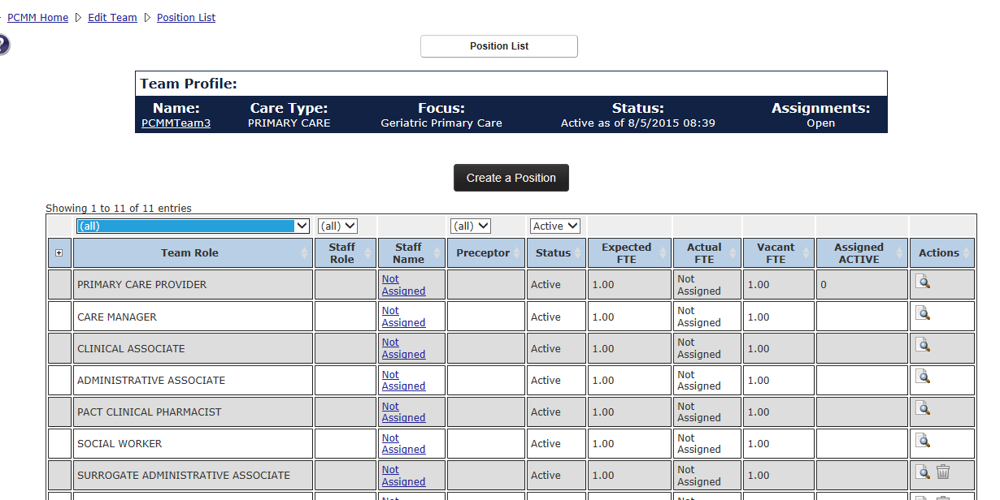 PCMM Home ▷ Edit Team ▷ Position List
?
Position List
Team Profile:
Name: Care Type: Focus: Status: Assignments:
PCMMTeam3 PRIMARY CARE Geriatric Primary Care Active as of 8/5/2015 08:39 Open
Create a Position
Showing 1 to 11 of 11 entries
(all) (all) (all) Active
Team Role Staff Role Staff Name Preceptor Status Expected FTE Actual FTE Vacant FTE Assigned ACTIVE Actions
PRIMARY CARE PROVIDER Not Assigned Active 1.00 Not Assigned 1.00 0
CARE MANAGER Not Assigned Active 1.00 Not Assigned 1.00
CLINICAL ASSOCIATE Not Assigned Active 1.00 Not Assigned 1.00
ADMINISTRATIVE ASSOCIATE Not Assigned Active 1.00 Not Assigned 1.00
PACT CLINICAL PHARMACIST Not Assigned Active 1.00 Not Assigned 1.00
SOCIAL WORKER Not Assigned Active 1.00 Not Assigned 1.00
SURROGATE ADMINISTRATIVE ASSOCIATE Not Assigned Active 1.00 Not Assigned 1.00